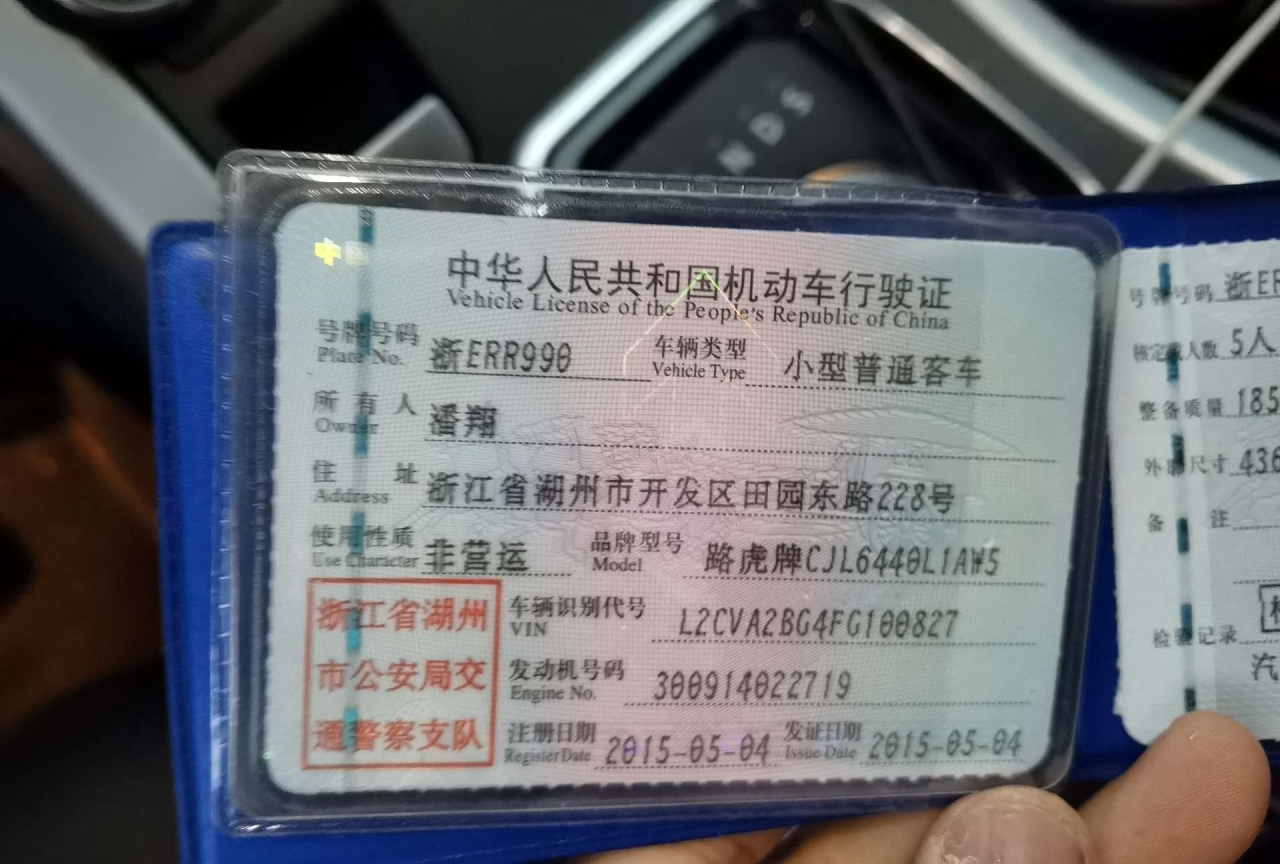 NDS
中国
中华人民共和国机动车行驶证
Vehicle License of the People's Republic of China
号牌号码 浙ERR990 车辆类型 小型普通客车
Plate No. Vehicle Type
所有人 潘翔
Owner
住址 浙江省湖州市开发区田园东路228号
Address
使用性质 非营运 品牌型号 路虎牌CJL6440L1AW5
Use Character Model
浙江省湖州
市公安局交
通警察支队
车辆识别代号 L2CVA2BG4FG100827
VIN
发动机号码 300914022719
Engine No.
注册日期 2015-05-04 发证日期 2015-05-04
Register Date Issue Date
号牌号码 浙ER
核定载人数 5人
整备质量 185
外廓尺寸 436
备注
检验记录
汽